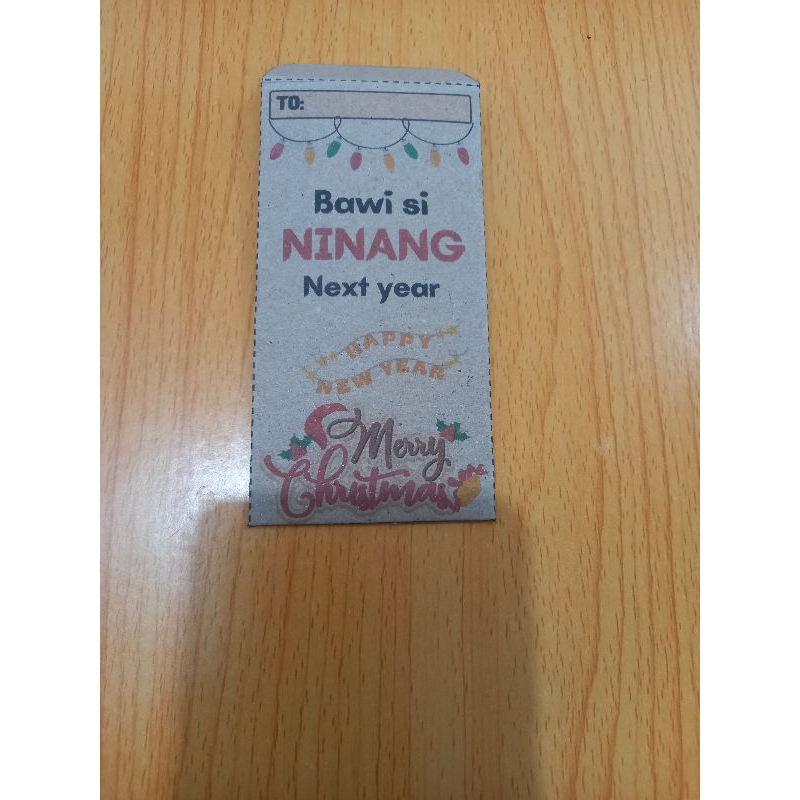 TO:
Bawi si
NINANG
Next year
HAPPY
NEW YEAR
Merry
Christmas